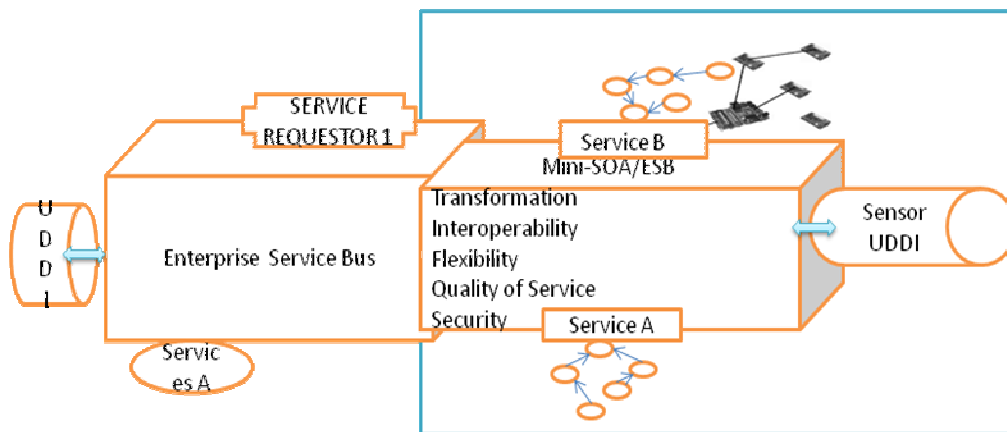 SERVICE
REQUESTOR 1
Service B
Mini-SOA/ESB
U
D
D
I
Enterprise Service Bus
Transformation
Interoperability
Flexibility
Quality of Service
Security
Sensor
UDDI
Service A
Servic
es A